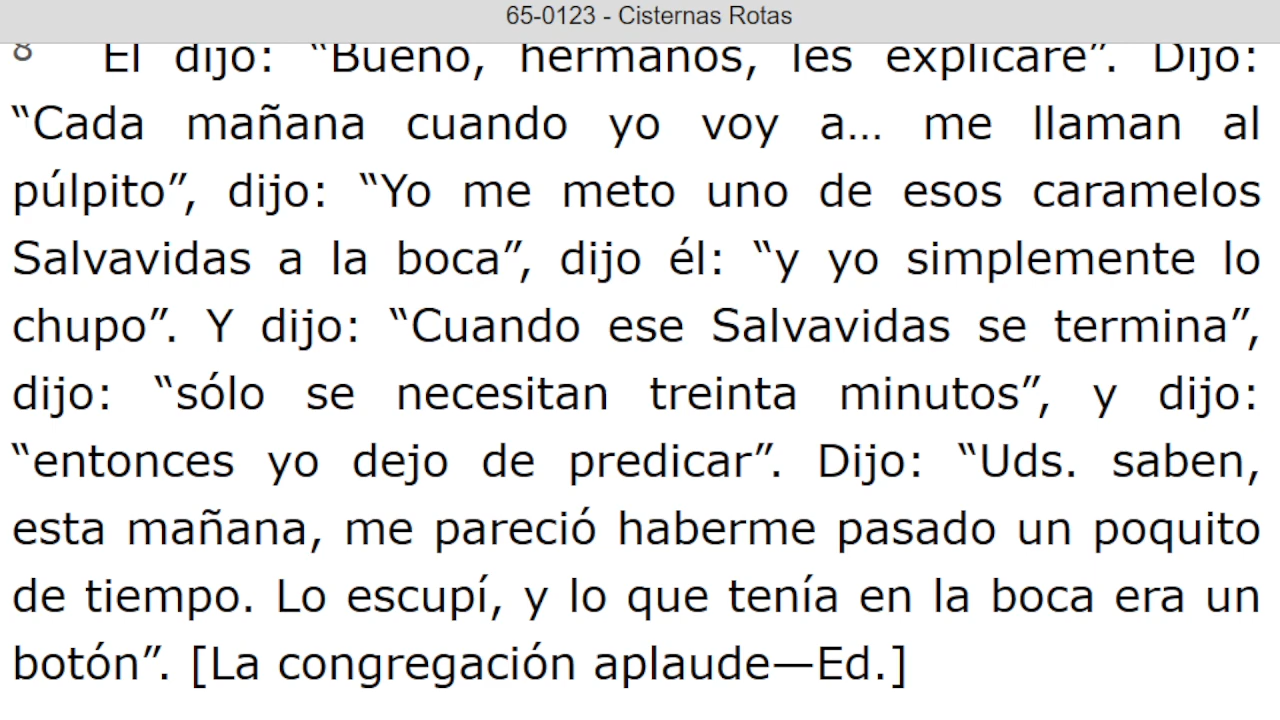 65-0123 - Cisternas Rotas
8 Él dijo: “Bueno, hermanos, les explicaré”. Dijo:
“Cada mañana cuando yo voy a… me llaman al
púlpito”, dijo: “Yo me meto uno de esos caramelos
Salvavidas a la boca”, dijo él: “y yo simplemente lo
chupo”. Y dijo: “Cuando ese Salvavidas se termina”,
dijo: “sólo se necesitan treinta minutos”, y dijo:
“entonces yo dejo de predicar”. Dijo: “Uds. saben,
esta mañana, me pareció haberme pasado un poquito
de tiempo. Lo escupí, y lo que tenía en la boca era un
botón”. [La congregación aplaude—Ed.]